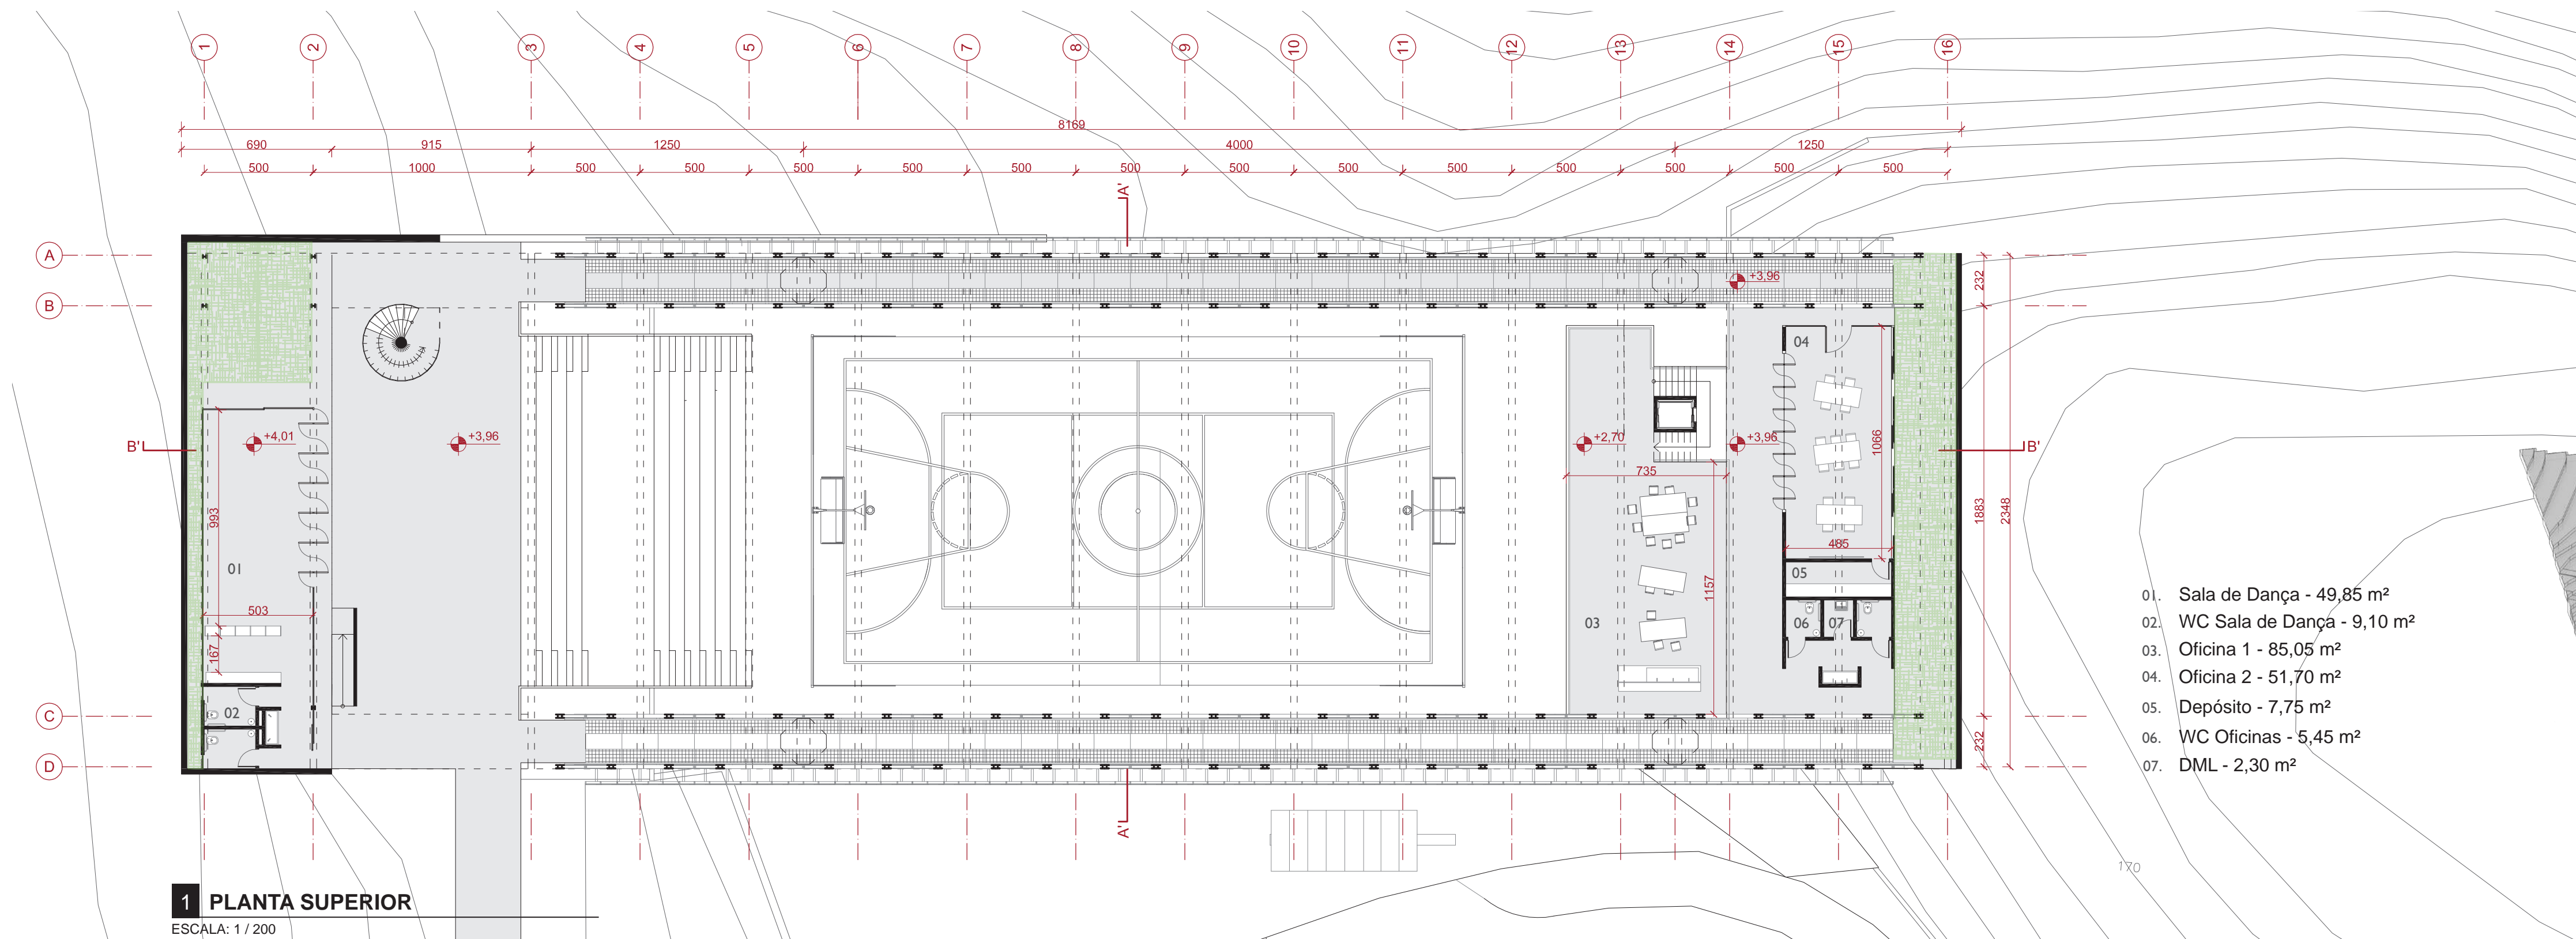 1 2 3 4 5 6 7 8 9 10 11 12 13 14 15 16
8169
690 915 1250 4000 1250
500 1000 500 500 500 500 500 500 500 500 500 500 500 500 500
A'
A
B
C
D
+3,96
232
04
B'
+4,01
+3,96
+2,70
+3,96
B'
735
1066
993
1883
2348
485
01
05
503
1157
03
06
07
167
02
232
A'
01. Sala de Dança - 49,85 m²
02. WC Sala de Dança - 9,10 m²
03. Oficina 1 - 85,05 m²
04. Oficina 2 - 51,70 m²
05. Depósito - 7,75 m²
06. WC Oficinas - 5,45 m²
07. DML - 2,30 m²
170
1 PLANTA SUPERIOR
ESCALA: 1 / 200